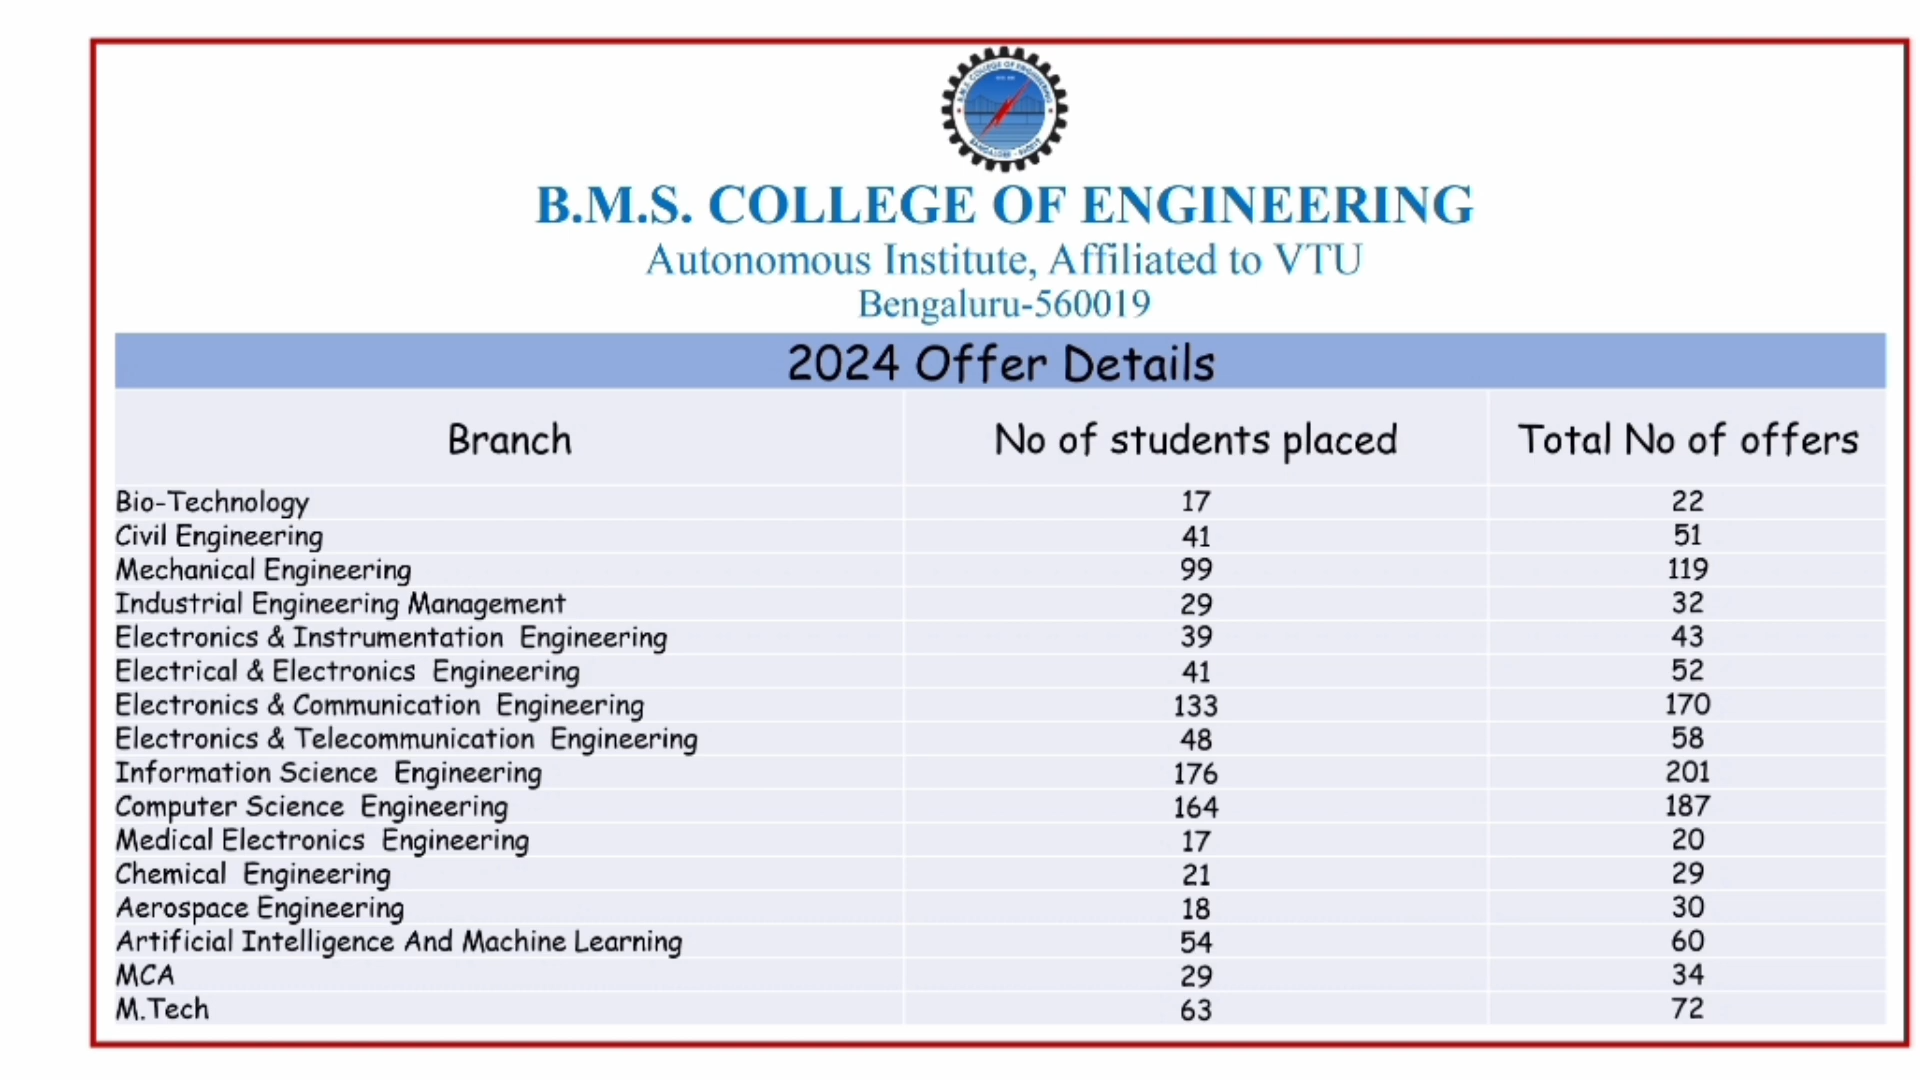 B.M.S. COLLEGE OF ENGINEERING
BANGALORE - 560019
B.M.S. COLLEGE OF ENGINEERING
Autonomous Institute, Affiliated to VTU
Bengaluru-560019
2024 Offer Details
Branch No of students placed Total No of offers
Bio-Technology 17 22
Civil Engineering 41 51
Mechanical Engineering 99 119
Industrial Engineering Management 29 32
Electronics & Instrumentation Engineering 39 43
Electrical & Electronics Engineering 41 52
Electronics & Communication Engineering 133 170
Electronics & Telecommunication Engineering 48 58
Information Science Engineering 176 201
Computer Science Engineering 164 187
Medical Electronics Engineering 17 20
Chemical Engineering 21 29
Aerospace Engineering 18 30
Artificial Intelligence And Machine Learning 54 60
MCA 29 34
M.Tech 63 72